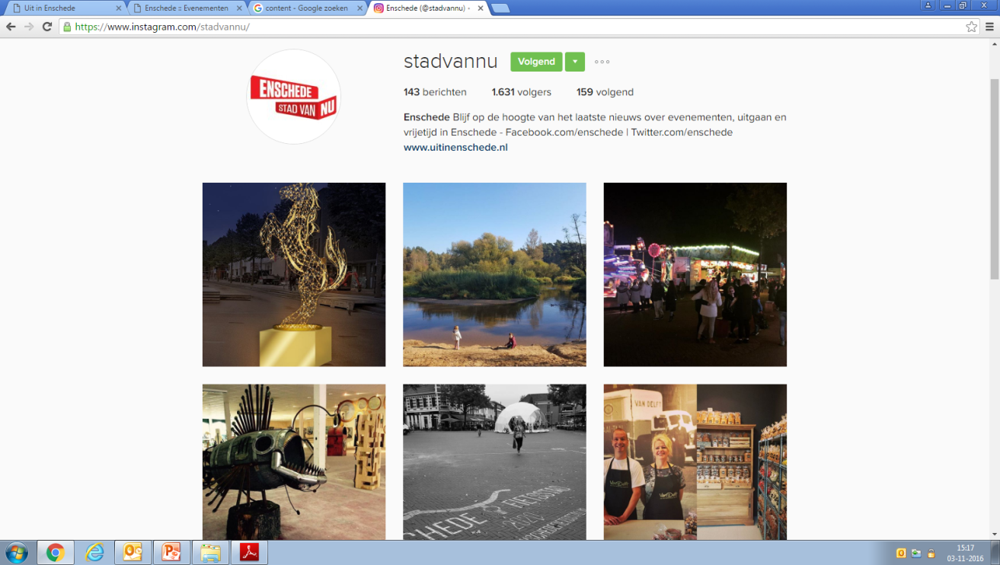 Uit in Enschede
Enschede :: Evenementen
content - Google zoeken
Enschede (@stadvannu) -
https://www.instagram.com/stadvannu/
ENSCHEDE
STAD VAN NU
stadvannu
Volgend
143 berichten 1.631 volgers 159 volgend
Enschede Blijf op de hoogte van het laatste nieuws over evenementen, uitgaan en
vrijetijd in Enschede - Facebook.com/enschede | Twitter.com/enschede
www.uitinenschede.nl
VAN DELFT
FIETSSTAD
SCHEDE
2020
15:17
03-11-2016